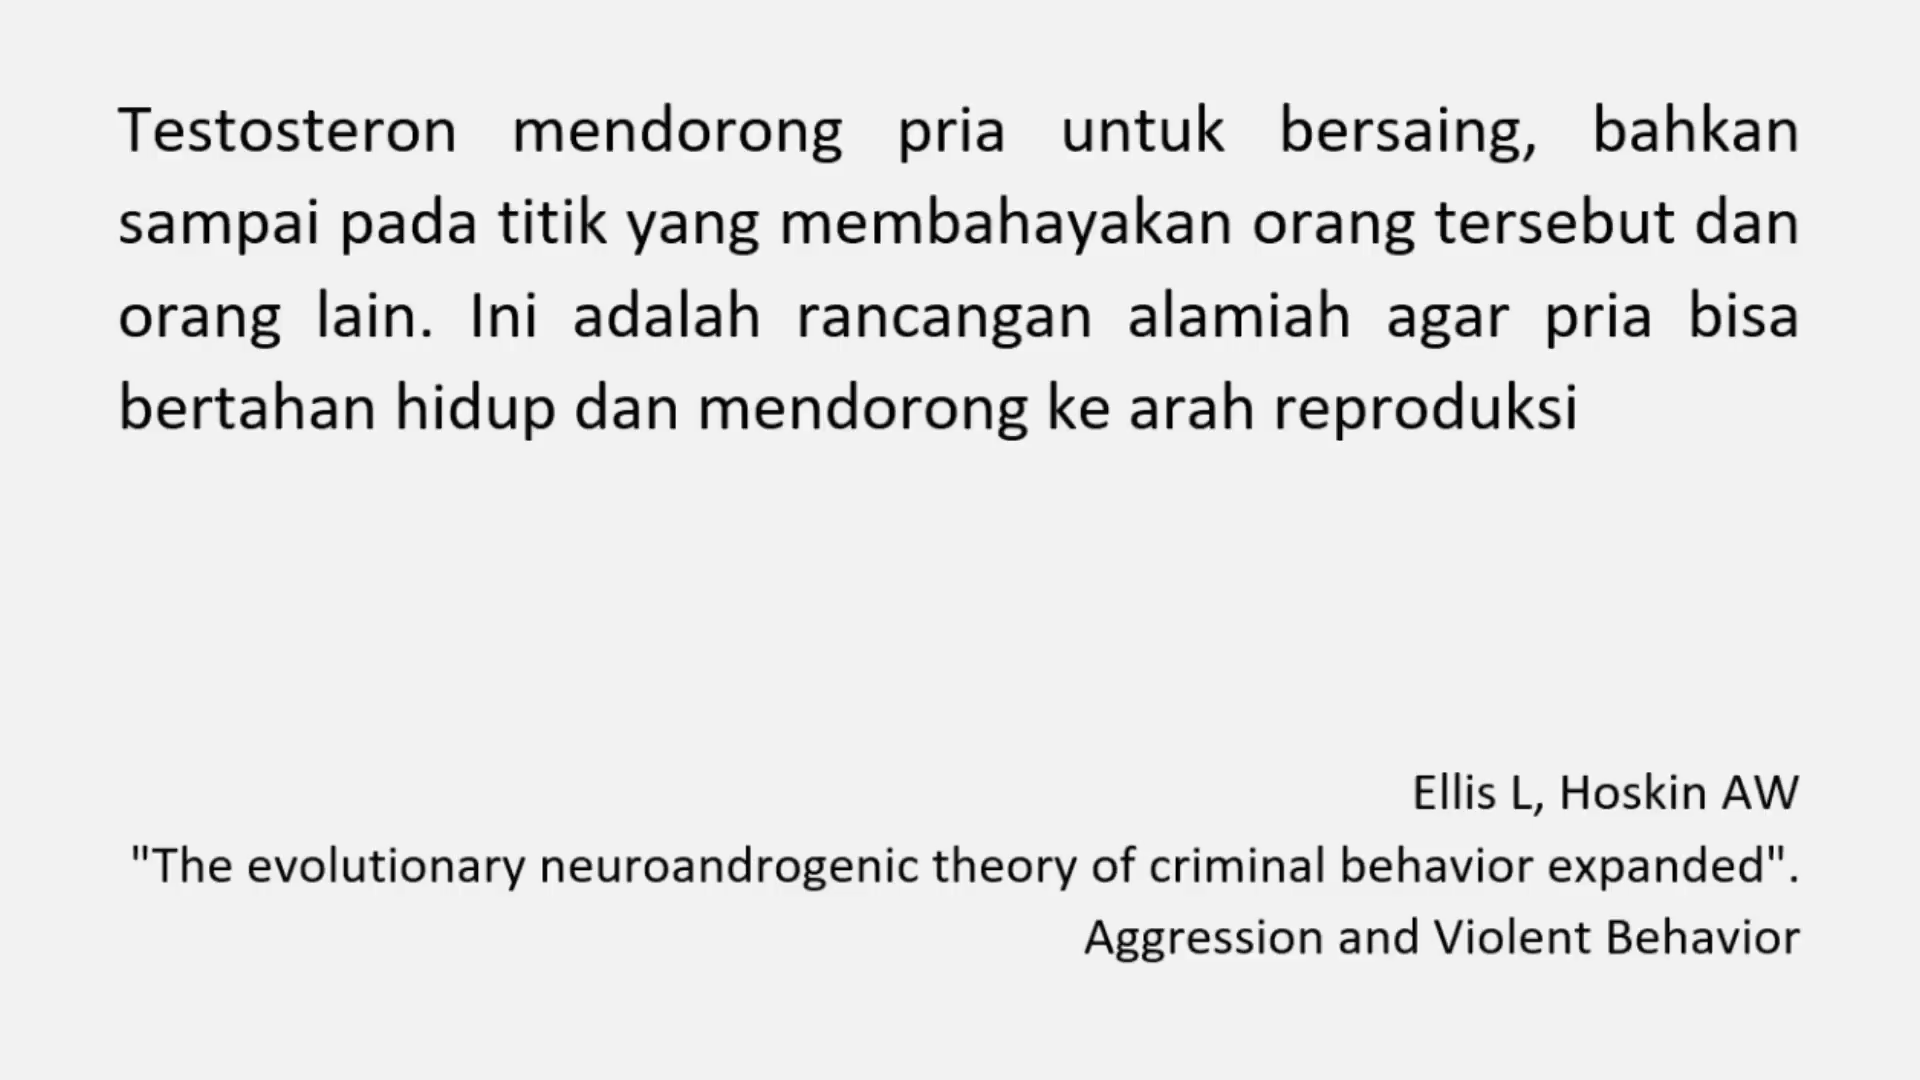 Testosteron mendorong pria untuk bersaing, bahkan
sampai pada titik yang membahayakan orang tersebut dan
orang lain. Ini adalah rancangan alamiah agar pria bisa
bertahan hidup dan mendorong ke arah reproduksi
Ellis L, Hoskin AW
"The evolutionary neuroandrogenic theory of criminal behavior expanded".
Aggression and Violent Behavior